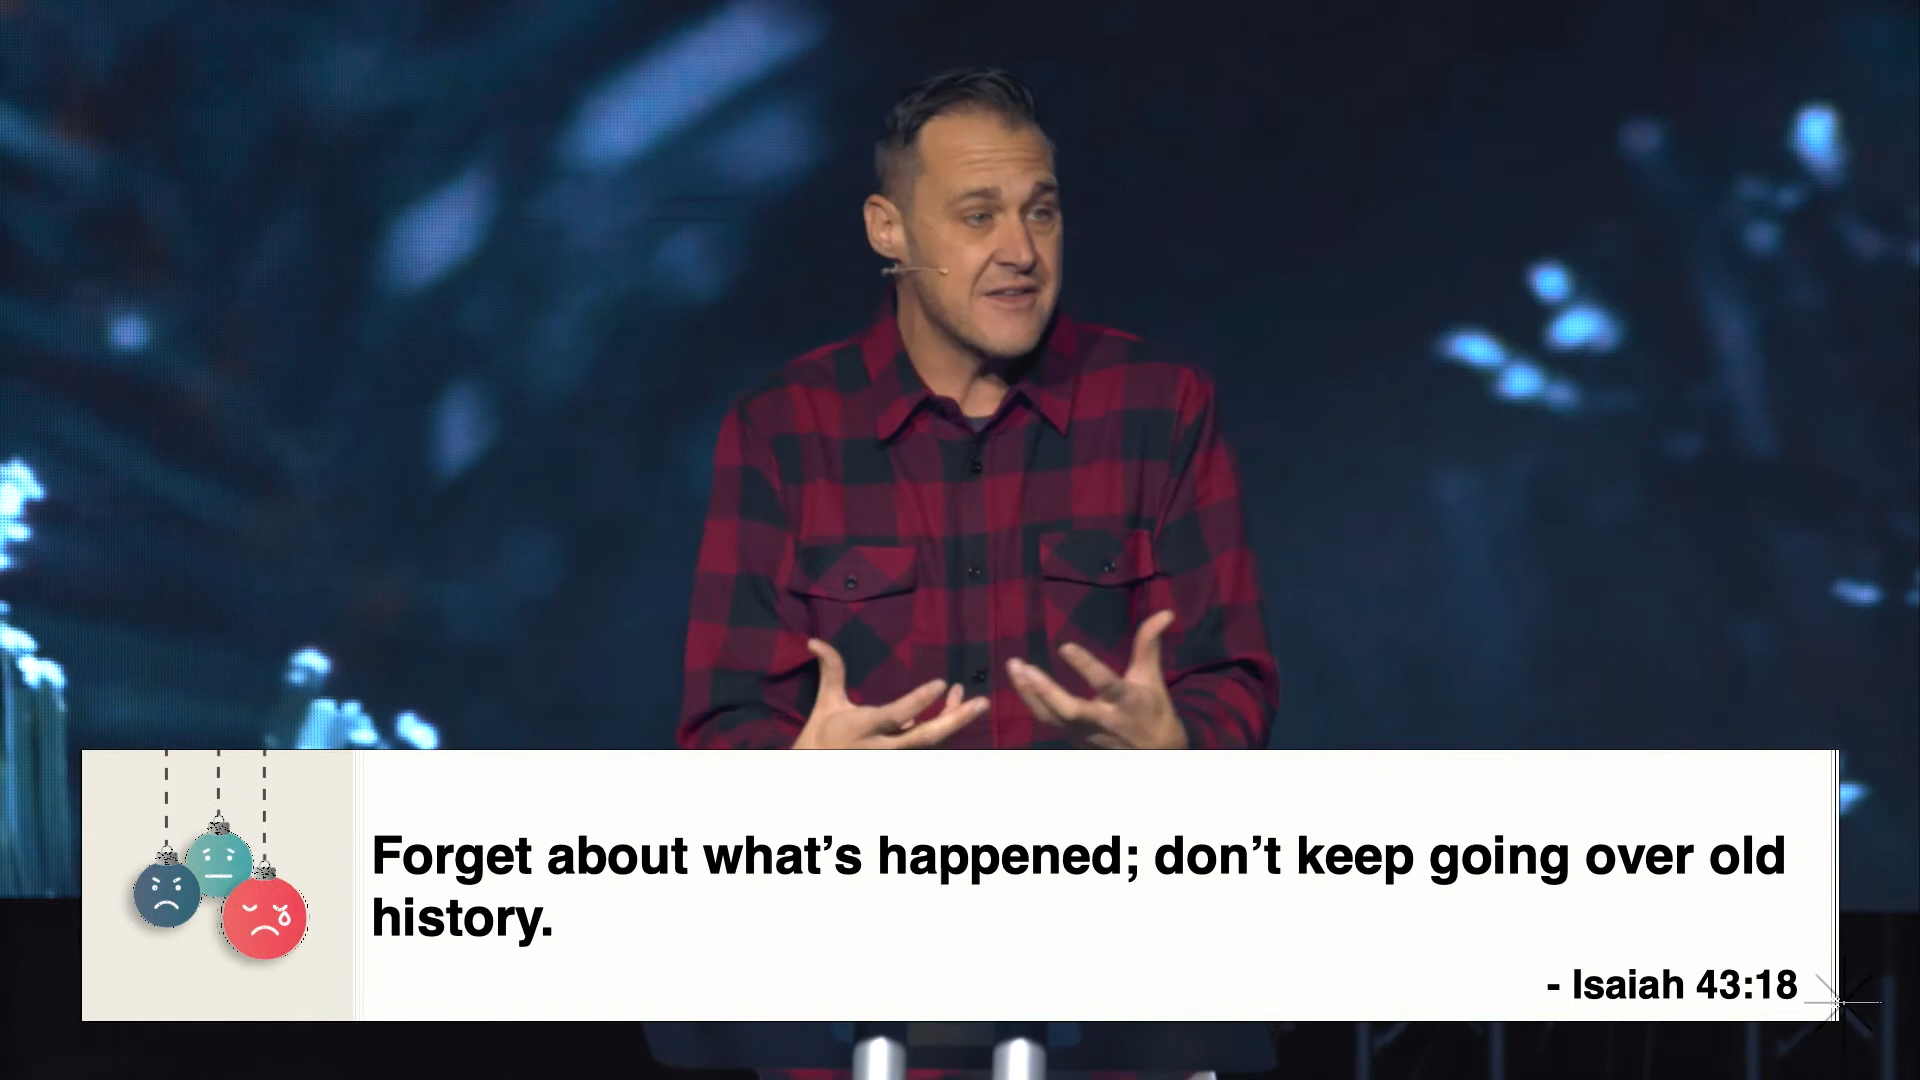 Forget about what’s happened; don’t keep going over old
history.
- Isaiah 43:18